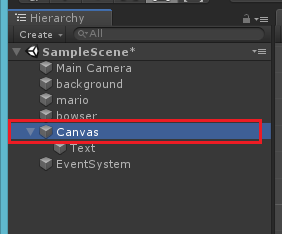 Hierarchy
Create All
SampleScene*
Main Camera
background
mario
bowser
Canvas
Text
EventSystem